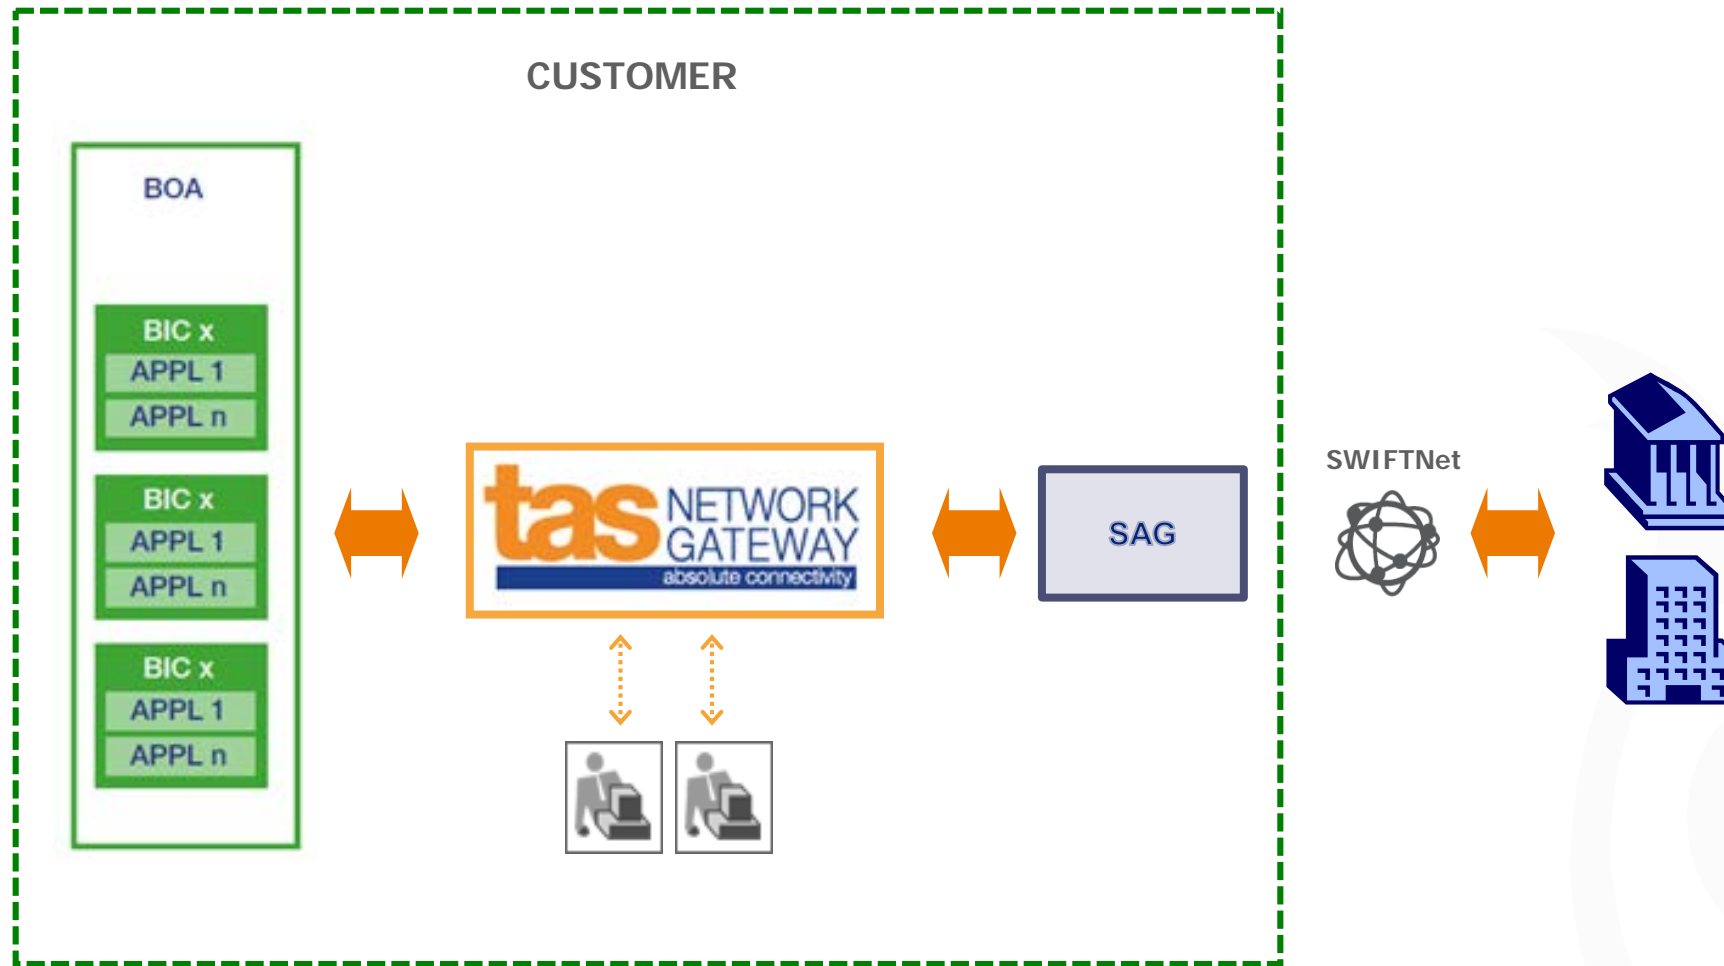 CUSTOMER
BOA
BIC x
APPL 1
APPL n
BIC x
APPL 1
APPL n
BIC x
APPL 1
APPL n
tas NETWORK
GATEWAY
absolute connectivity
SAG
SWIFTNet